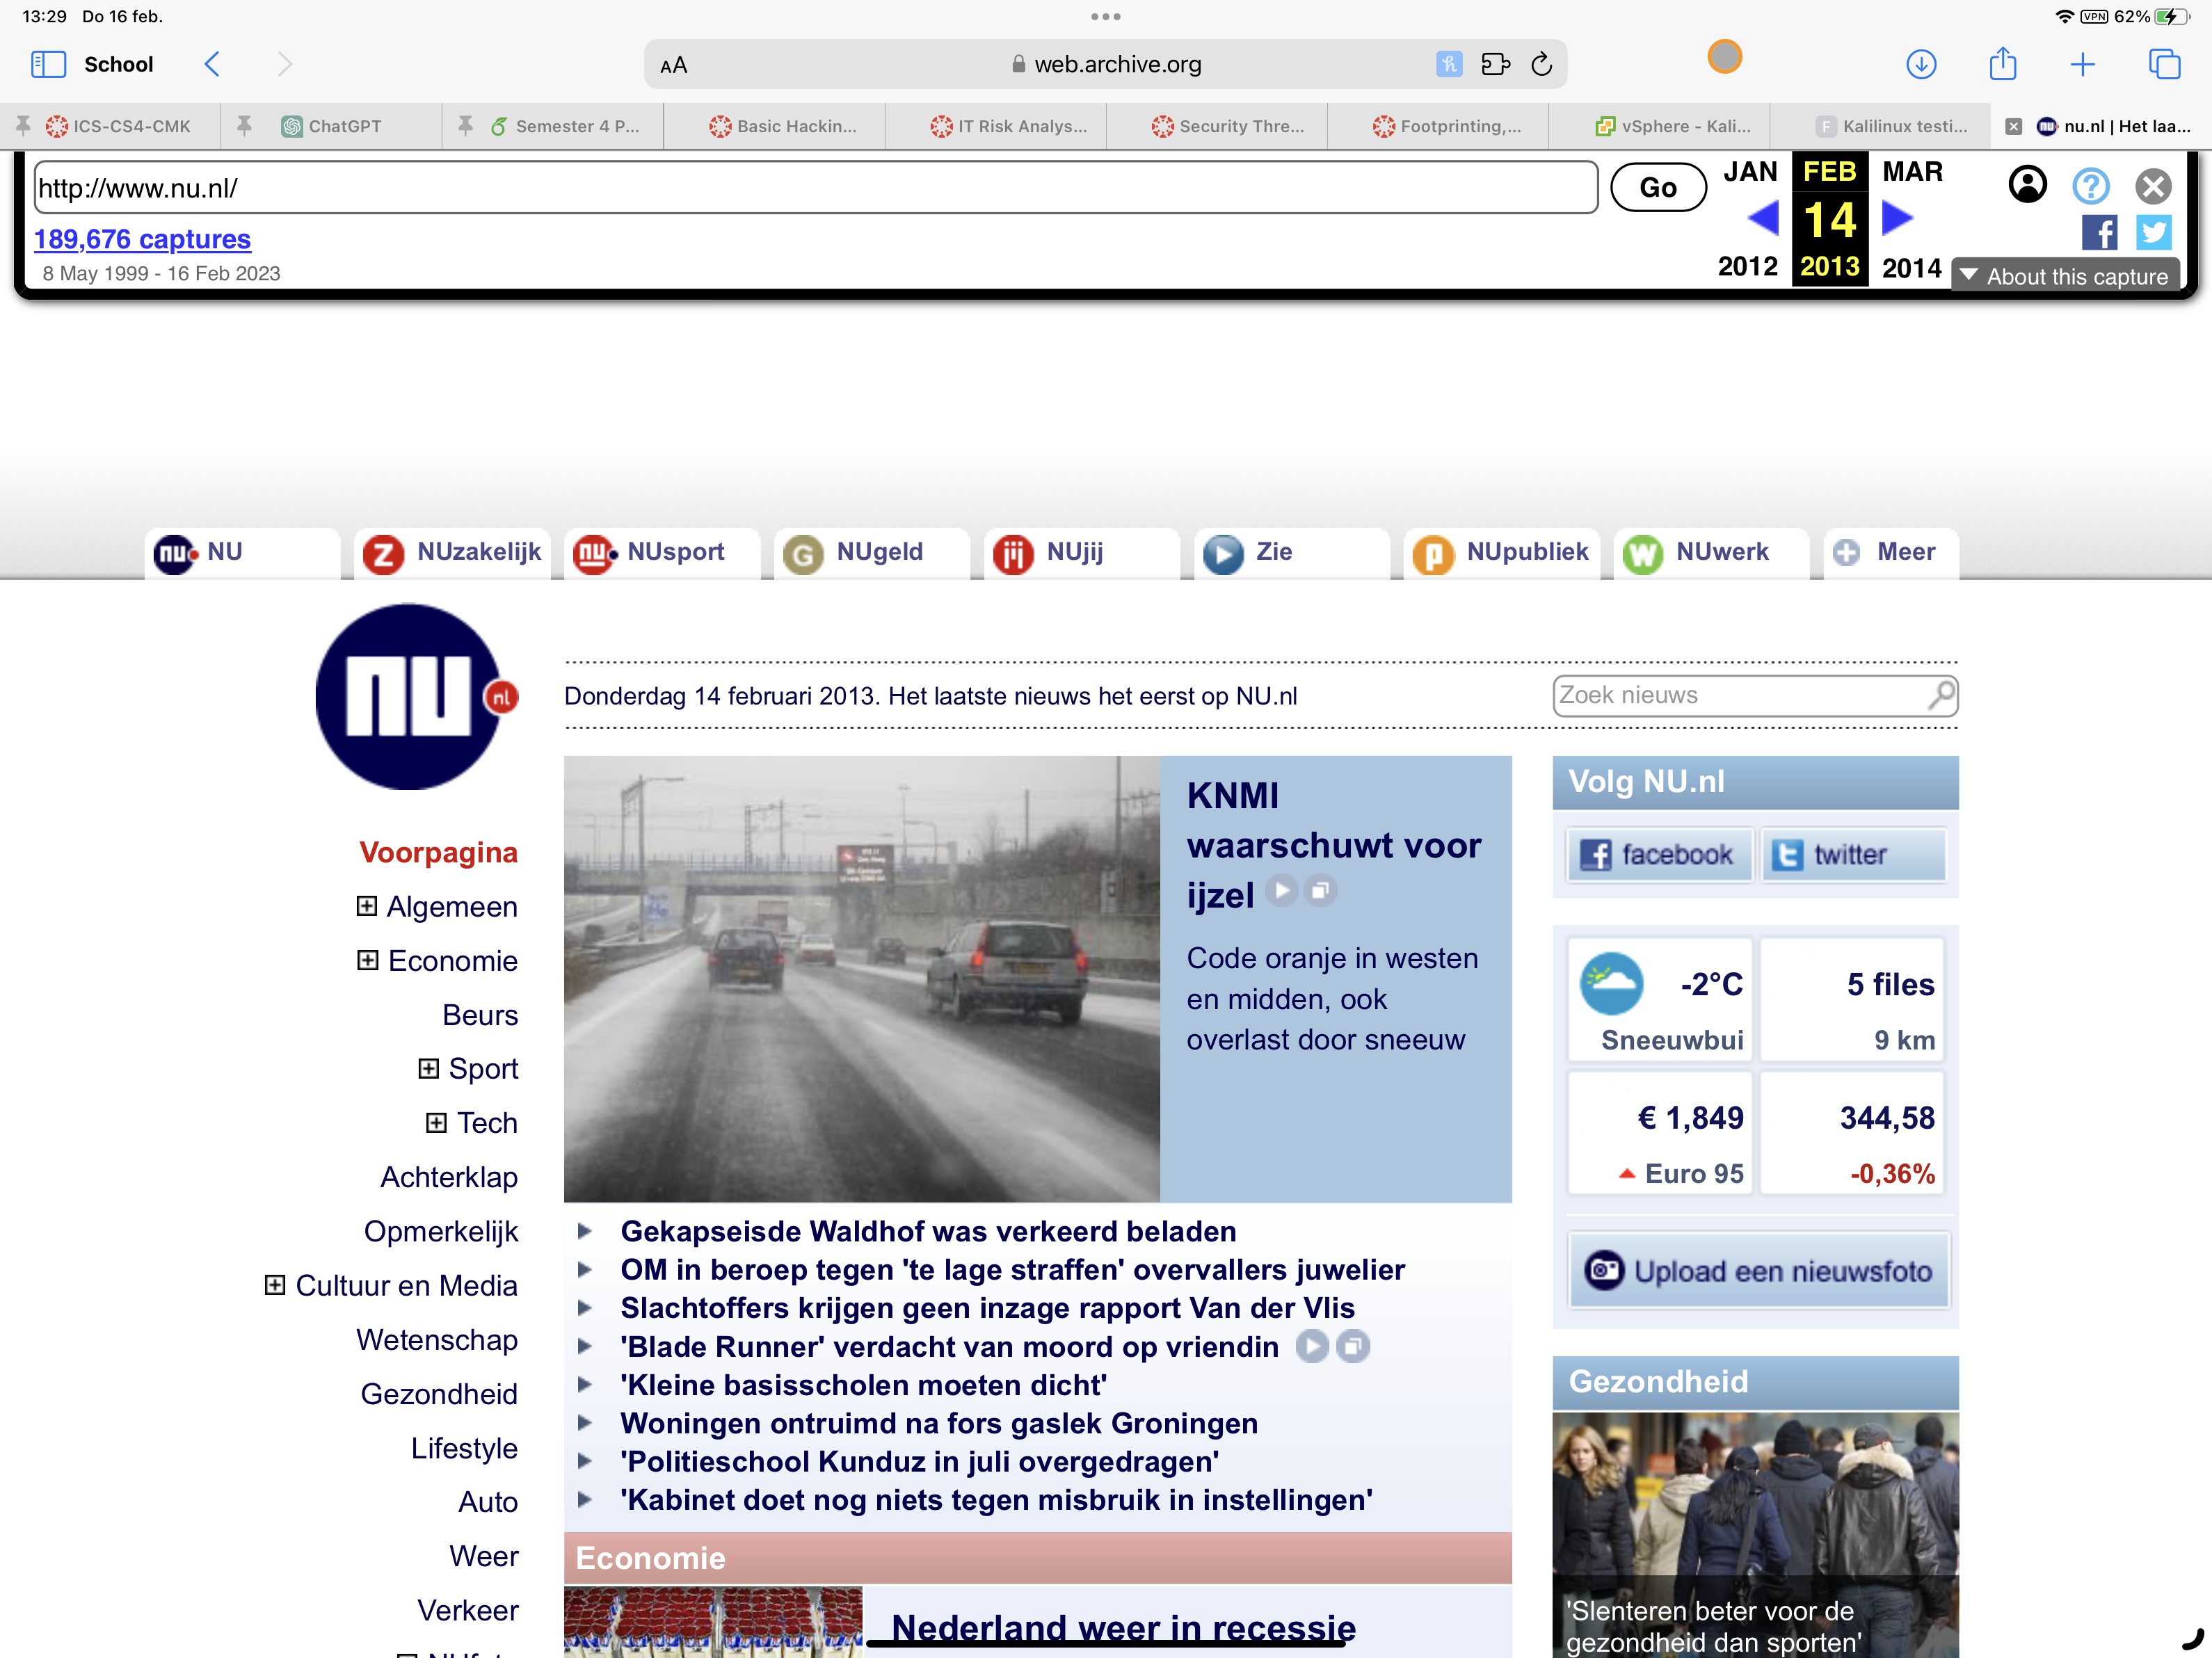 13:29 Do 16 feb.
VPN 62%
School
AA web.archive.org
ICS-CS4-CMK
ChatGPT
Semester 4 P...
Basic Hackin...
IT Risk Analys...
Security Thre...
Footprinting,...
vSphere - Kali...
F Kalilinux testi...
nu.nl | Het laa...
http://www.nu.nl/
Go
JAN FEB MAR
14
2012 2013 2014
189,676 captures
8 May 1999 - 16 Feb 2023
About this capture
NU
NUzakelijk
NUsport
NUgeld
NUjij
Zie
NUpubliek
NUwerk
Meer
nu nl
Donderdag 14 februari 2013. Het laatste nieuws het eerst op NU.nl
Zoek nieuws
Voorpagina
Algemeen
Economie
Beurs
Sport
Tech
Achterklap
Opmerkelijk
Cultuur en Media
Wetenschap
Gezondheid
Lifestyle
Auto
Weer
Verkeer
KNMI
waarschuwt voor
ijzel
Code oranje in westen
en midden, ook
overlast door sneeuw
Gekapseisde Waldhof was verkeerd beladen
OM in beroep tegen 'te lage straffen' overvallers juwelier
Slachtoffers krijgen geen inzage rapport Van der Vlis
'Blade Runner' verdacht van moord op vriendin
'Kleine basisscholen moeten dicht'
Woningen ontruimd na fors gaslek Groningen
'Politieschool Kunduz in juli overgedragen'
'Kabinet doet nog niets tegen misbruik in instellingen'
Economie
Nederland weer in recessie
Volg NU.nl
facebook
twitter
-2°C
Sneeuwbui
5 files
9 km
€ 1,849
Euro 95
344,58
-0,36%
Upload een nieuwsfoto
Gezondheid
'Slenteren beter voor de
gezondheid dan sporten'